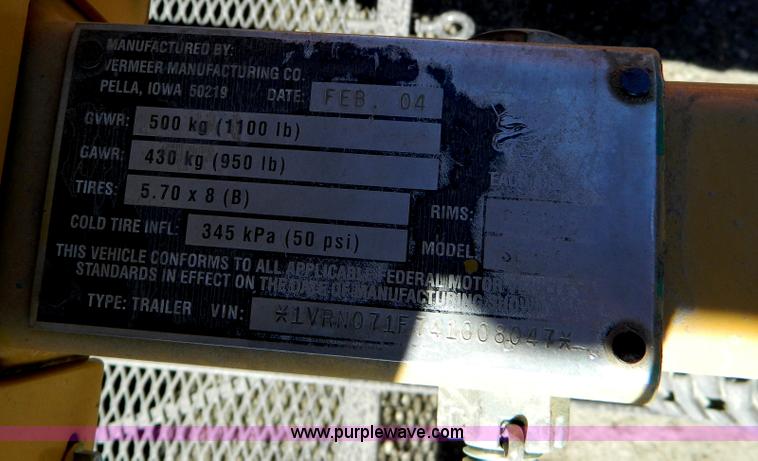 MANUFACTURED BY:
VERMEER MANUFACTURING CO.
PELLA, IOWA 50219 DATE: FEB. 04
GVWR: 500 kg (1100 lb)
GAWR: 430 kg (950 lb)
TIRES: 5.70 x 8 (B)
RIMS:
COLD TIRE INFL: 345 kPa (50 psi)
MODEL
THIS VEHICLE CONFORMS TO ALL APPLICABLE FEDERAL MOTOR
STANDARDS IN EFFECT ON THE DATE OF MANUFACTURING
TYPE: TRAILER VIN:
www.purplewave.com